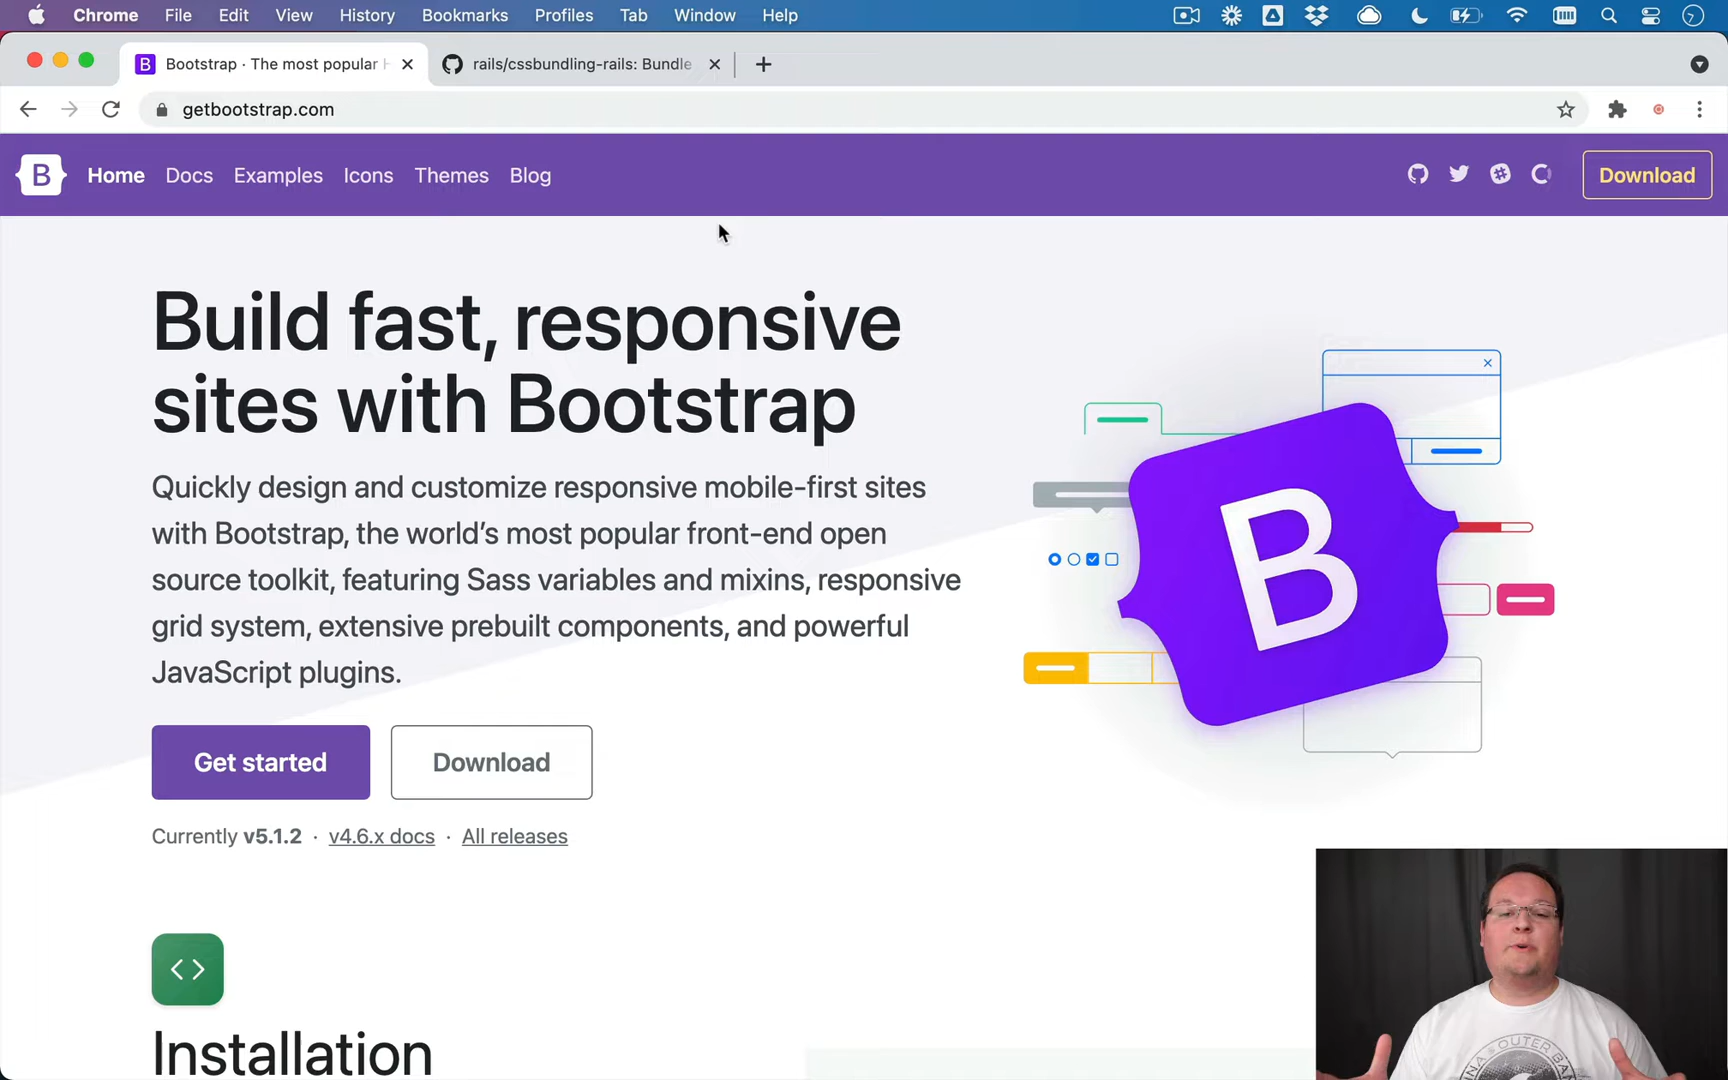 Chrome File Edit View History Bookmarks Profiles Tab Window Help
Bootstrap · The most popular
rails/cssbundling-rails: Bundle
getbootstrap.com
B Home Docs Examples Icons Themes Blog Download
Build fast, responsive
sites with Bootstrap
Quickly design and customize responsive mobile-first sites
with Bootstrap, the world’s most popular front-end open
source toolkit, featuring Sass variables and mixins, responsive
grid system, extensive prebuilt components, and powerful
JavaScript plugins.
B
Get started Download
Currently v5.1.2 · v4.6.x docs · All releases
Installation
OUTER